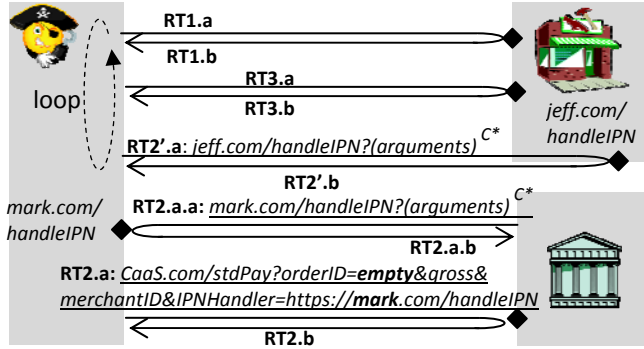 RT1.a
RT1.b
RT3.a
loop
RT3.b
jeff.com/
handleIPN
RT2'.a: jeff.com/handleIPN?(arguments) C*
RT2'.b
mark.com/
handleIPN
RT2.a.a: mark.com/handleIPN?(arguments) C*
RT2.a.b
RT2.a: CaaS.com/stdPay?orderID=empty&gross&
merchantID&IPNHandler=https://mark.com/handleIPN
RT2.b